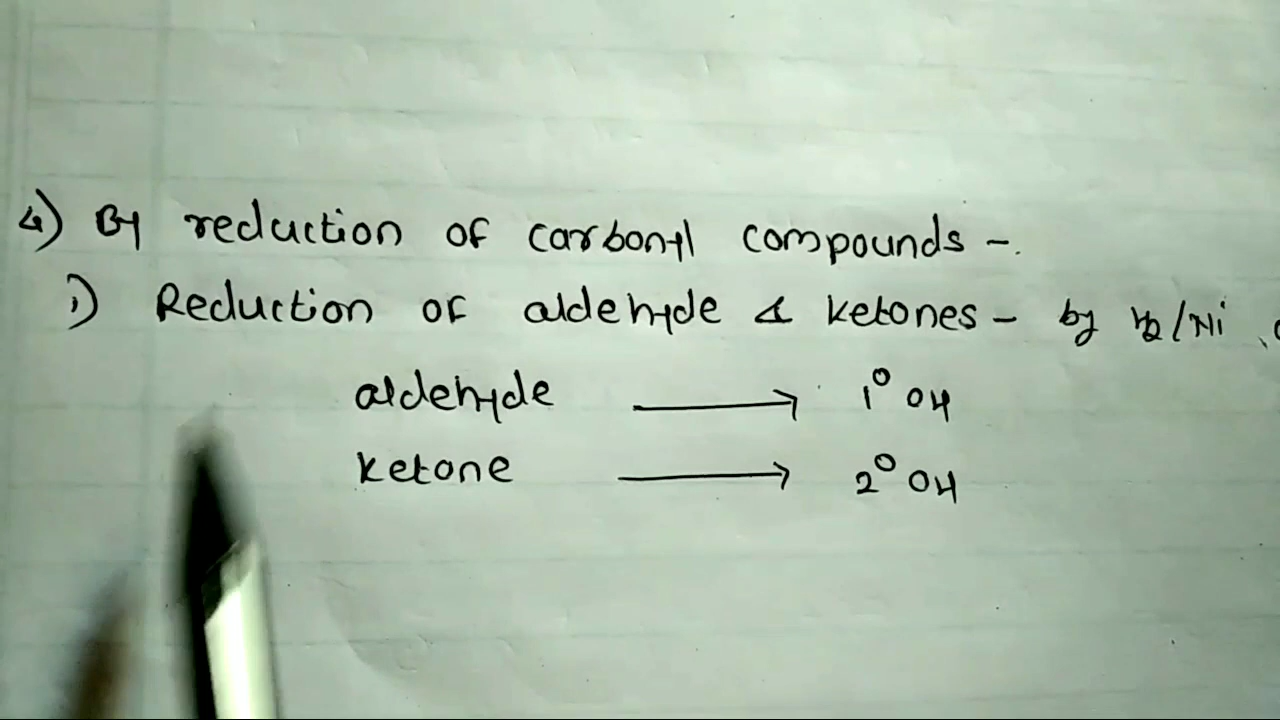 4) By reduction of carbonyl compounds -.
i) Reduction of aldehyde & ketones - by H2/Ni
aldehyde ⟶ 1° OH
ketone ⟶ 2° OH